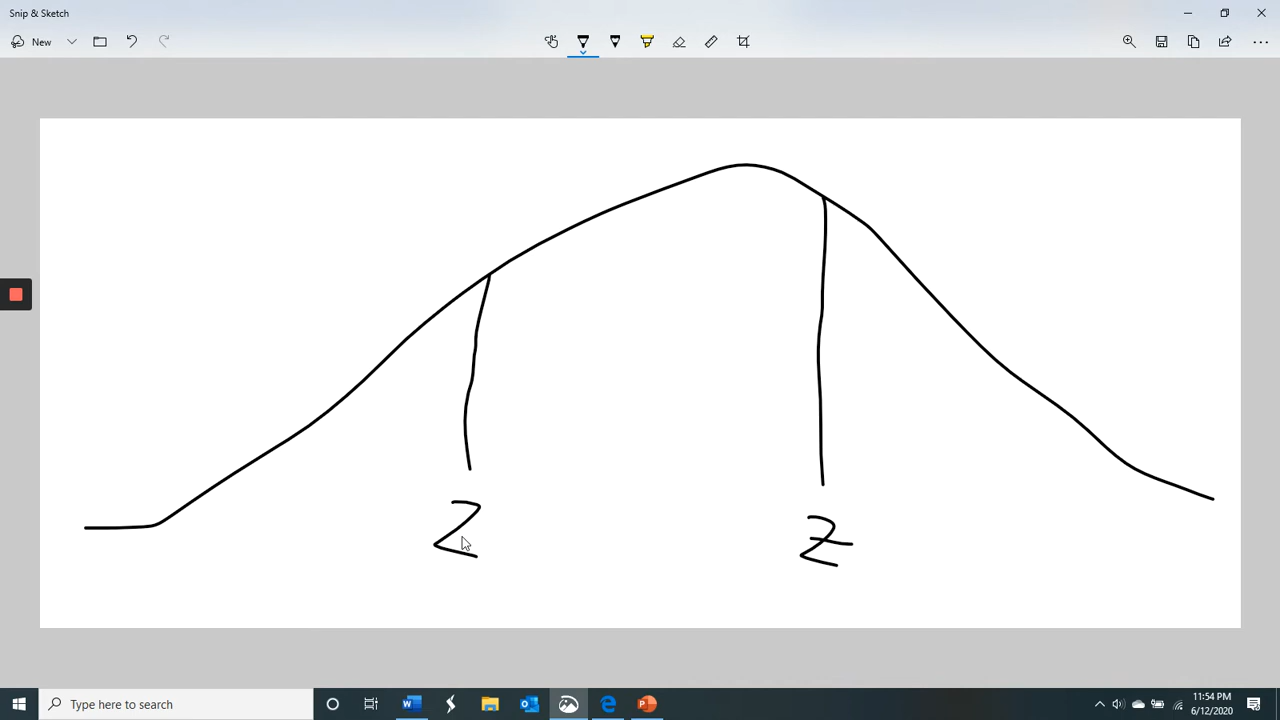 Snip & Sketch
New
Z
Z
Type here to search
11:54 PM
6/12/2020